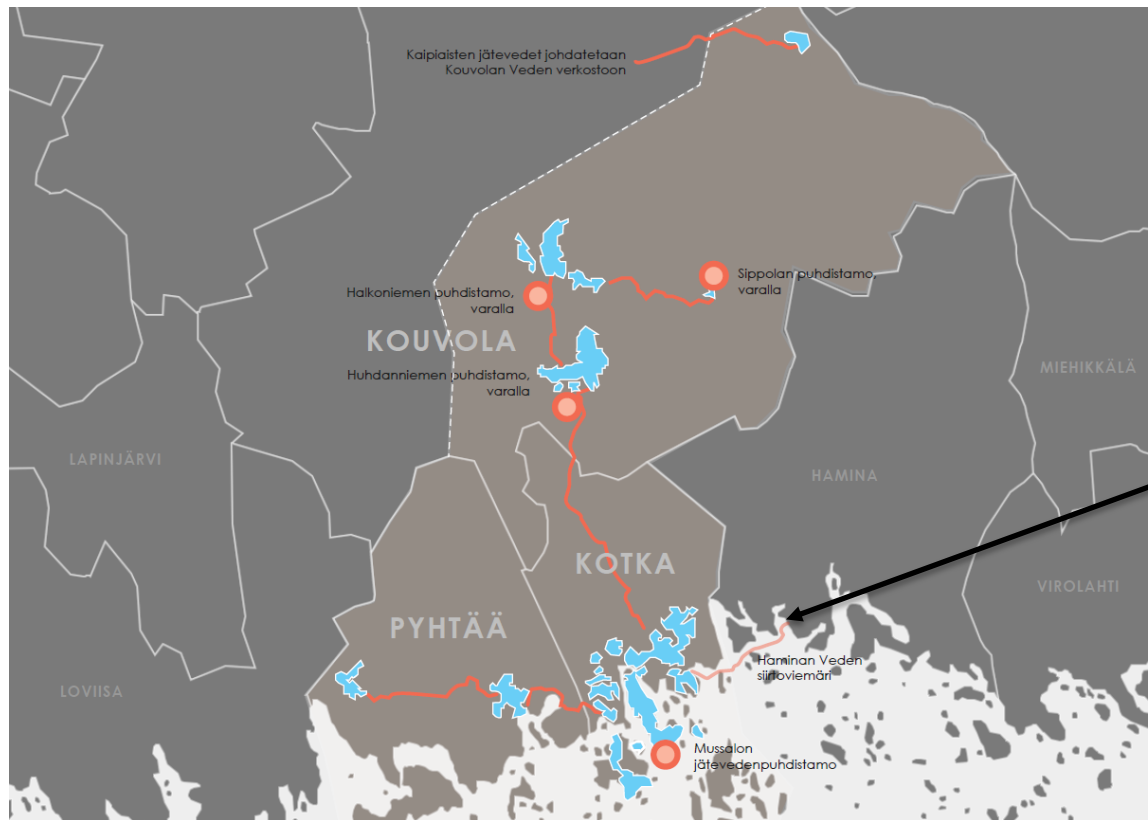 Kaipiaisten jätevedet johdatetaan
Kouvolan Veden verkostoon
Sippolan puhdistamo,
varalla
Halkoniemen puhdistamo,
varalla
KOUVOLA
Huhdanniemen puhdistamo,
varalla
MIEHIKKÄLÄ
LAPINJÄRVI
HAMINA
KOTKA
VIROLAHTI
PYHTÄÄ
Haminan Veden
siirtoviemäri
LOVIISA
Mussalon
jätevedenpuhdistamo